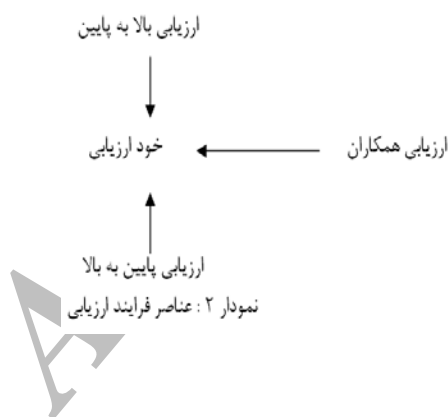 ارزیابی بالا به پایین
ارزیابی همکاران
خود ارزیابی
ارزیابی پایین به بالا
نمودار ۲ : عناصر فرایند ارزیابی
A